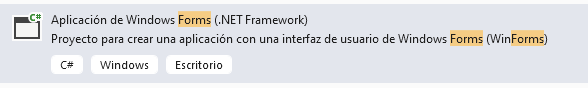 C#
Aplicación de Windows Forms (.NET Framework)
Proyecto para crear una aplicación con una interfaz de usuario de Windows Forms (WinForms)
C# Windows Escritorio